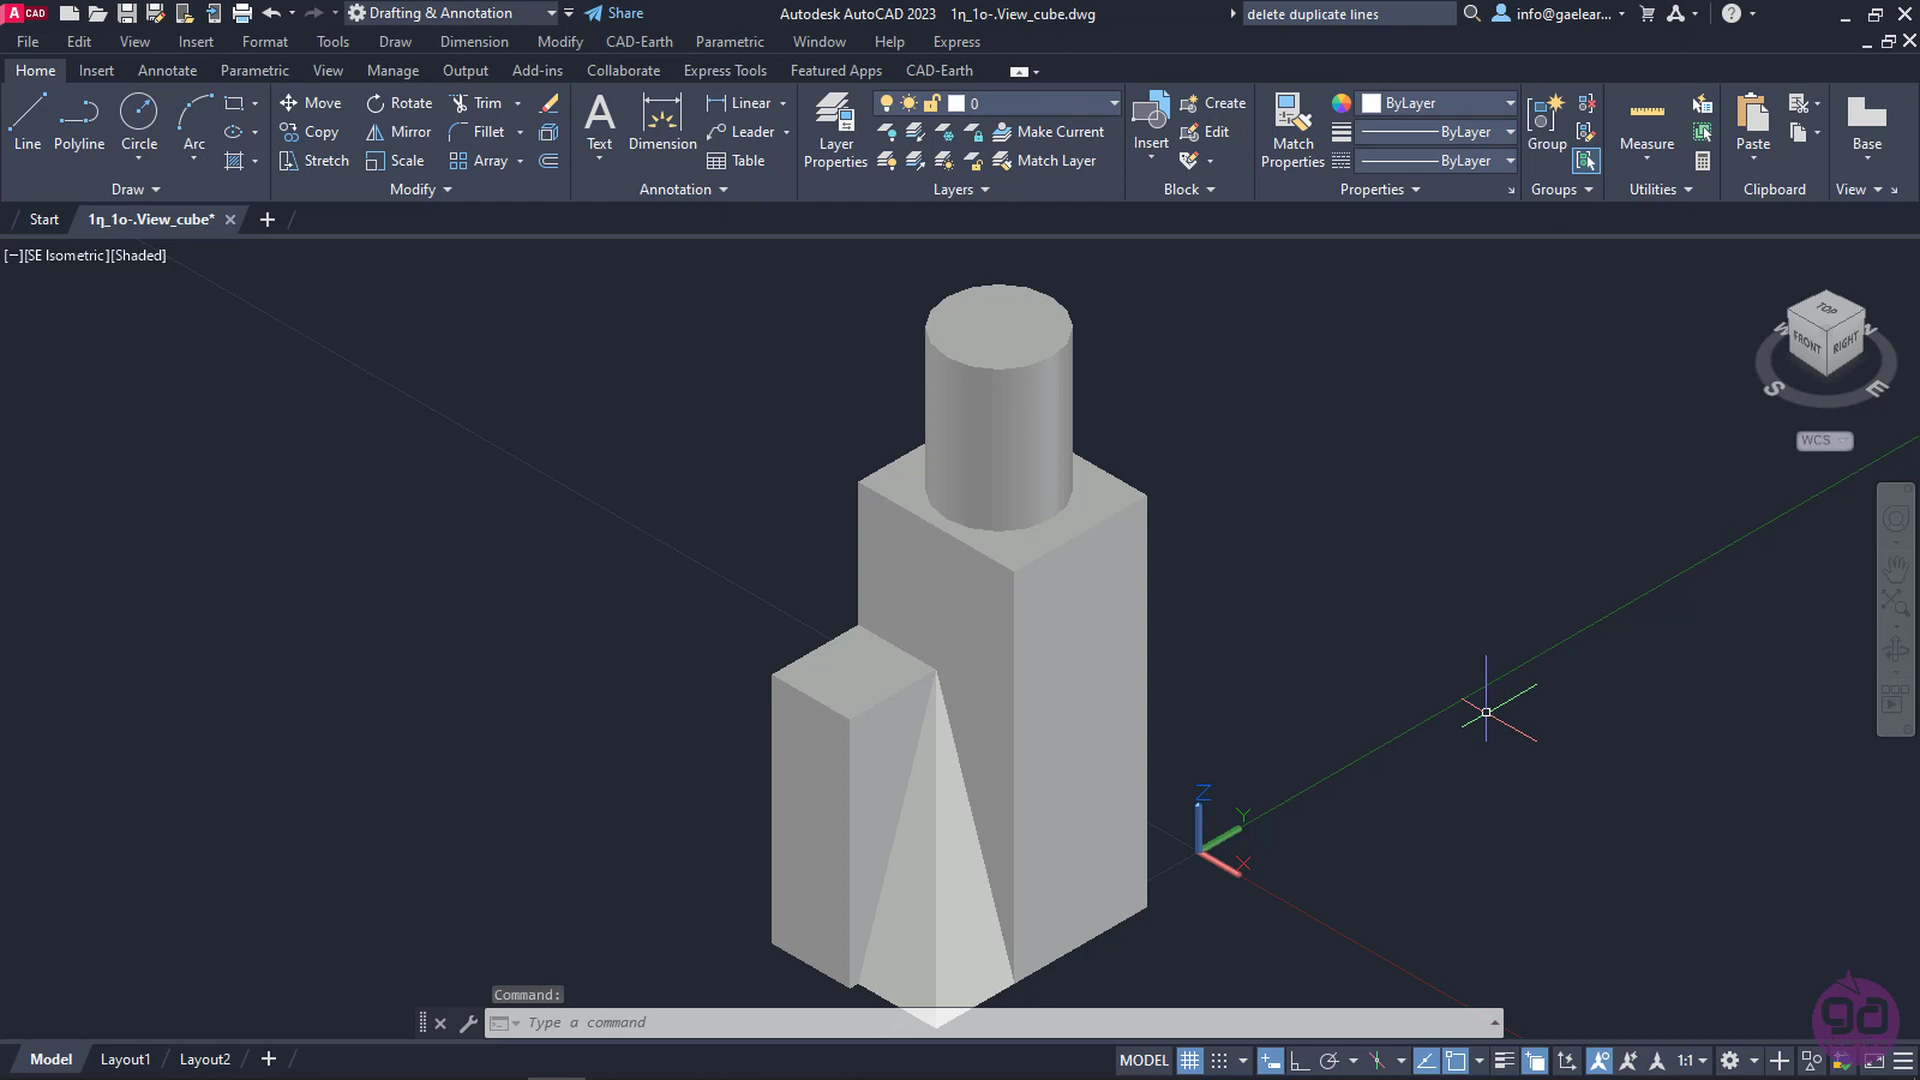 CAD
Drafting & Annotation
Share
Autodesk AutoCAD 2023 1η_1ο-.View_cube.dwg
delete duplicate lines
info@gaelear...
File Edit View Insert Format Tools Draw Dimension Modify CAD-Earth Parametric Window Help Express
Home Insert Annotate Parametric View Manage Output Add-ins Collaborate Express Tools Featured Apps CAD-Earth
Line Polyline Circle Arc
Move Rotate Trim
Copy Mirror Fillet
Stretch Scale Array
Text Dimension
Linear
Leader
Table
Layer Properties
0
Make Current
Match Layer
Insert
Create
Edit
Match Properties
ByLayer
ByLayer
ByLayer
Group
Measure
Paste
Base
Draw Modify Annotation Layers Block Properties Groups Utilities Clipboard View
Start 1η_1ο-.View_cube*
[−][SE Isometric][Shaded]
TOP
FRONT RIGHT
W N
S E
WCS
Z
Y
X
Command:
Type a command
Model Layout1 Layout2
MODEL 1:1
ga